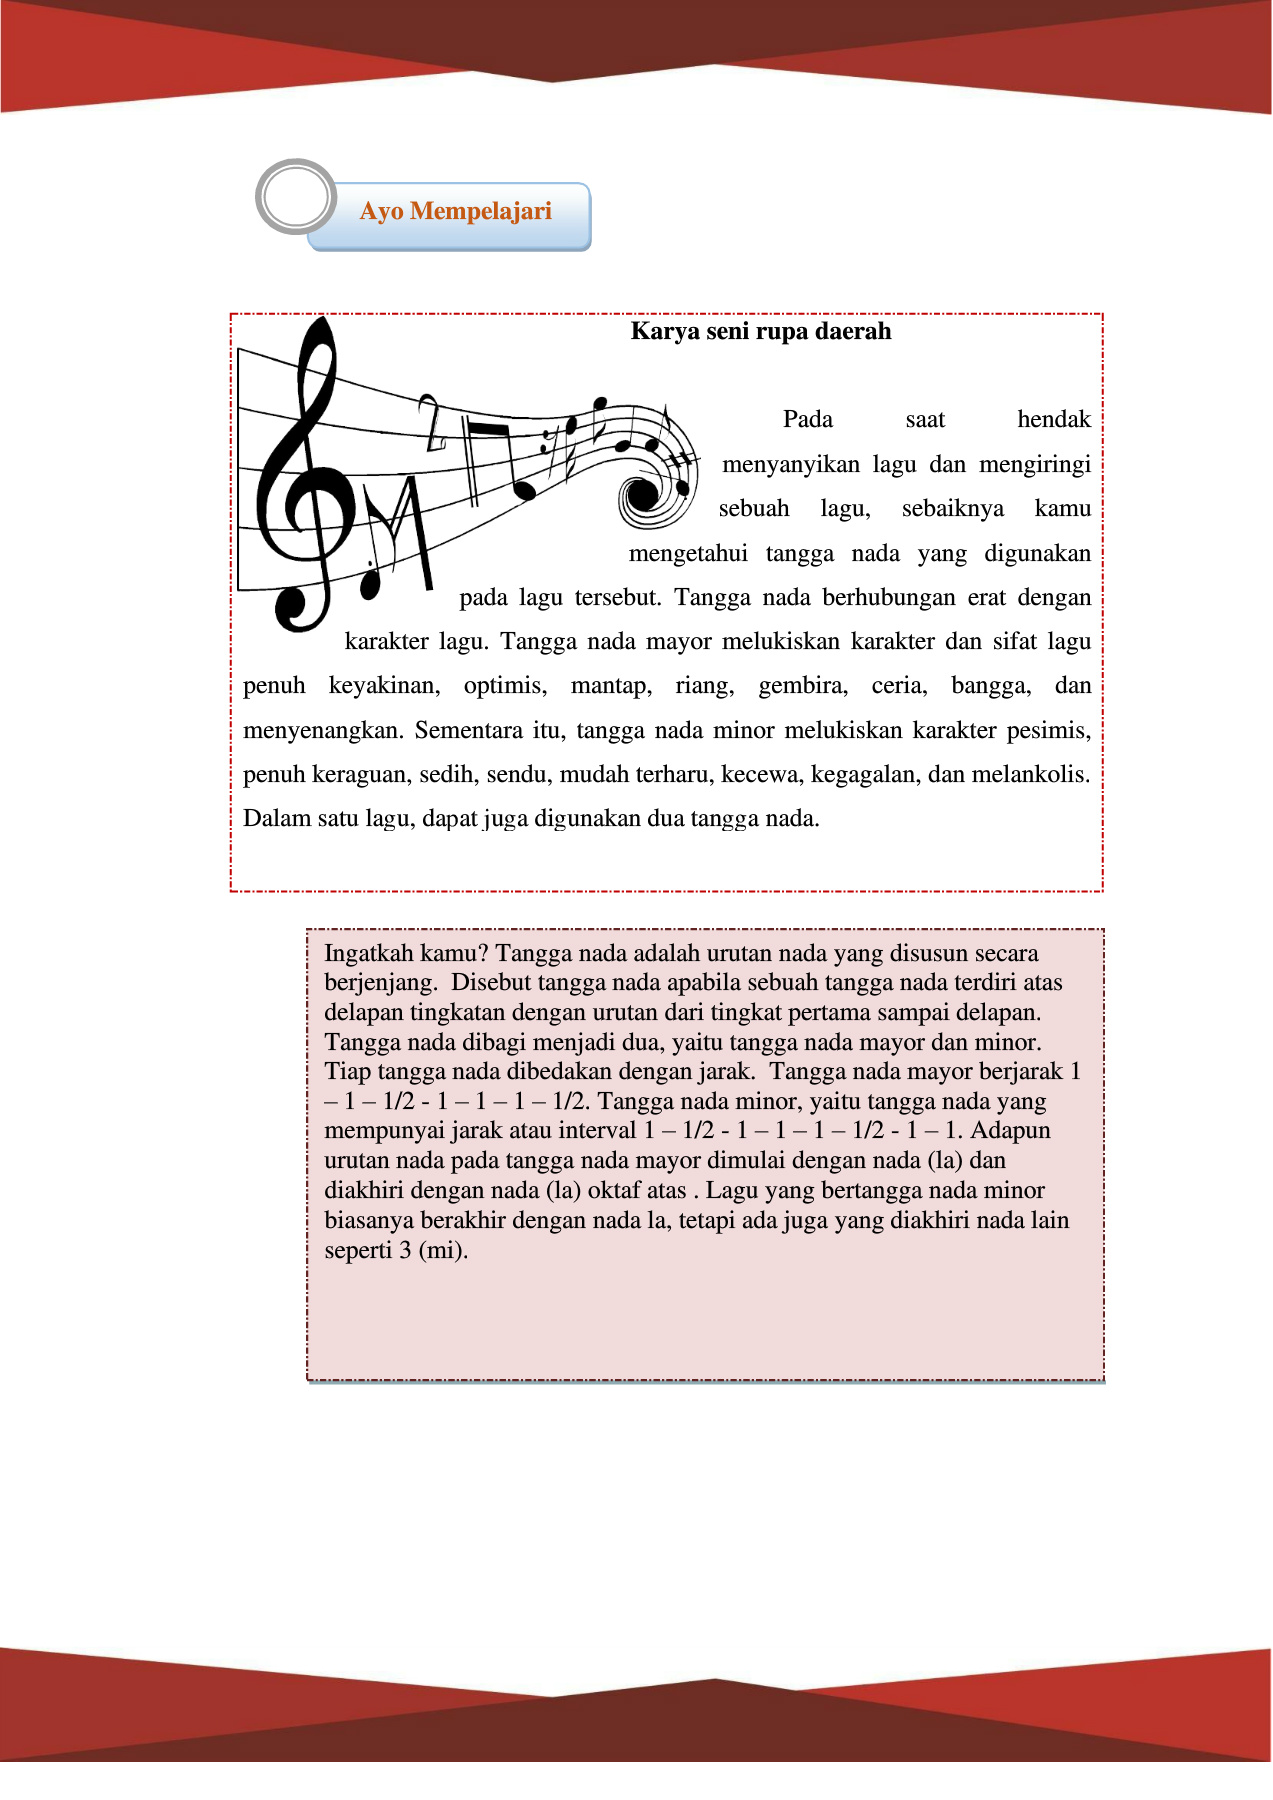 Ayo Mempelajari
Karya seni rupa daerah
Pada saat hendak
menyanyikan lagu dan mengiringi
sebuah lagu, sebaiknya kamu
mengetahui tangga nada yang digunakan
pada lagu tersebut. Tangga nada berhubungan erat dengan
karakter lagu. Tangga nada mayor melukiskan karakter dan sifat lagu
penuh keyakinan, optimis, mantap, riang, gembira, ceria, bangga, dan
menyenangkan. Sementara itu, tangga nada minor melukiskan karakter pesimis,
penuh keraguan, sedih, sendu, mudah terharu, kecewa, kegagalan, dan melankolis.
Dalam satu lagu, dapat juga digunakan dua tangga nada.
Ingatkah kamu? Tangga nada adalah urutan nada yang disusun secara
berjenjang.  Disebut tangga nada apabila sebuah tangga nada terdiri atas
delapan tingkatan dengan urutan dari tingkat pertama sampai delapan.
Tangga nada dibagi menjadi dua, yaitu tangga nada mayor dan minor.
Tiap tangga nada dibedakan dengan jarak.  Tangga nada mayor berjarak 1
– 1 – 1/2 - 1 – 1 – 1 – 1/2. Tangga nada minor, yaitu tangga nada yang
mempunyai jarak atau interval 1 – 1/2 - 1 – 1 – 1 – 1/2 - 1 – 1. Adapun
urutan nada pada tangga nada mayor dimulai dengan nada (la) dan
diakhiri dengan nada (la) oktaf atas . Lagu yang bertangga nada minor
biasanya berakhir dengan nada la, tetapi ada juga yang diakhiri nada lain
seperti 3 (mi).